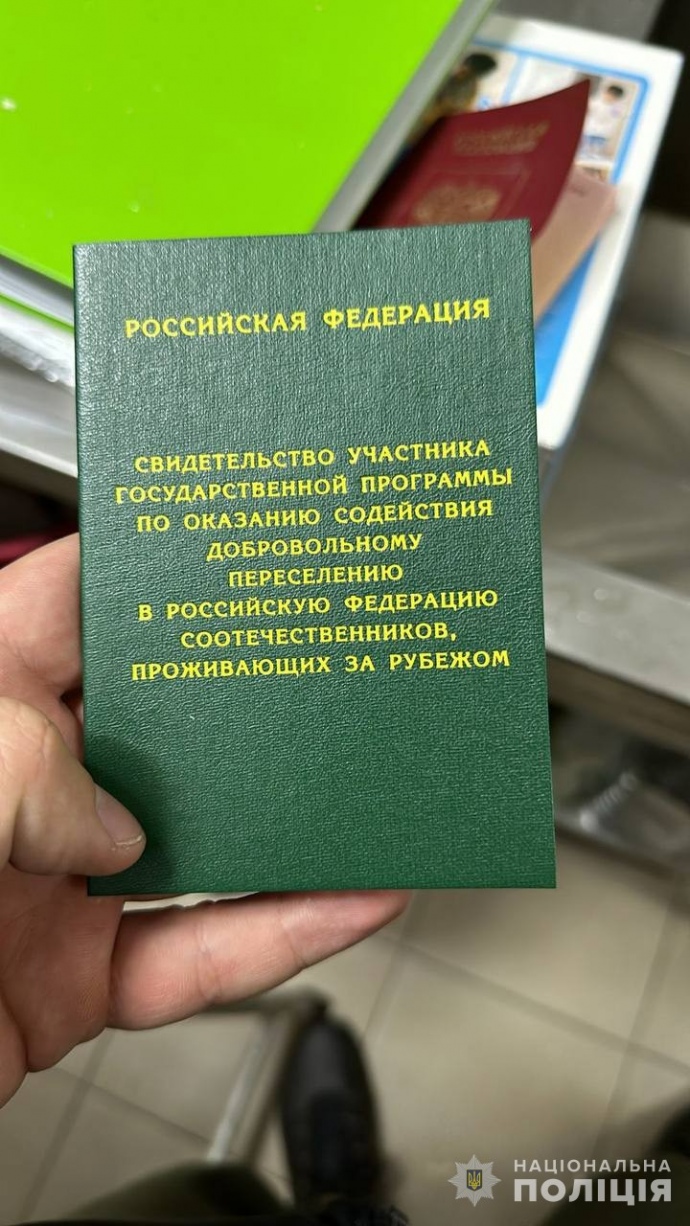 РОССИЙСКАЯ ФЕДЕРАЦИЯ
СВИДЕТЕЛЬСТВО УЧАСТНИКА
ГОСУДАРСТВЕННОЙ ПРОГРАММЫ
ПО ОКАЗАНИЮ СОДЕЙСТВИЯ
ДОБРОВОЛЬНОМУ
ПЕРЕСЕЛЕНИЮ
В РОССИЙСКУЮ ФЕДЕРАЦИЮ
СООТЕЧЕСТВЕННИКОВ,
ПРОЖИВАЮЩИХ ЗА РУБЕЖОМ
НАЦІОНАЛЬНА
ПОЛІЦІЯ